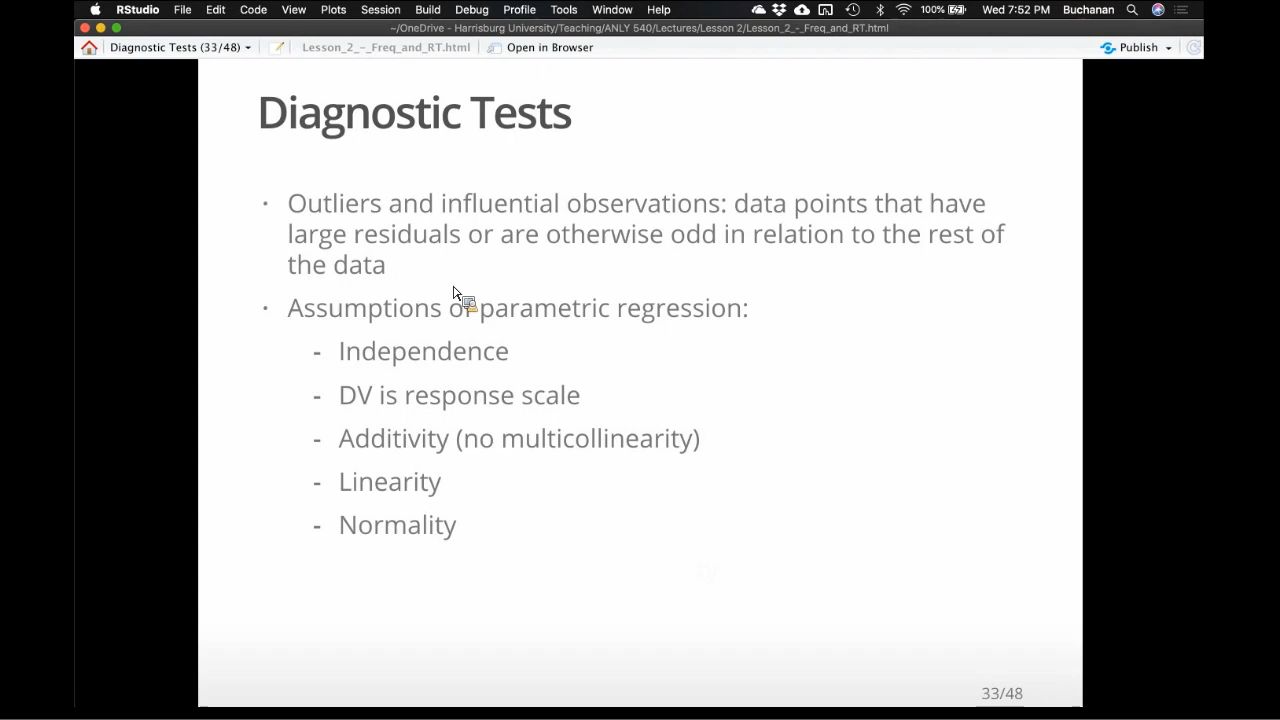 RStudio File Edit Code View Plots Session Build Debug Profile Tools Window Help 100% Wed 7:52 PM Buchanan
~/OneDrive - Harrisburg University/Teaching/ANLY 540/Lectures/Lesson 2/Lesson_2_-_Freq_and_RT.html
Diagnostic Tests (33/48) Lesson_2_-_Freq_and_RT.html Open in Browser Publish
Diagnostic Tests
· Outliers and influential observations: data points that have
large residuals or are otherwise odd in relation to the rest of
the data
· Assumptions of parametric regression:
- Independence
- DV is response scale
- Additivity (no multicollinearity)
- Linearity
- Normality
33/48